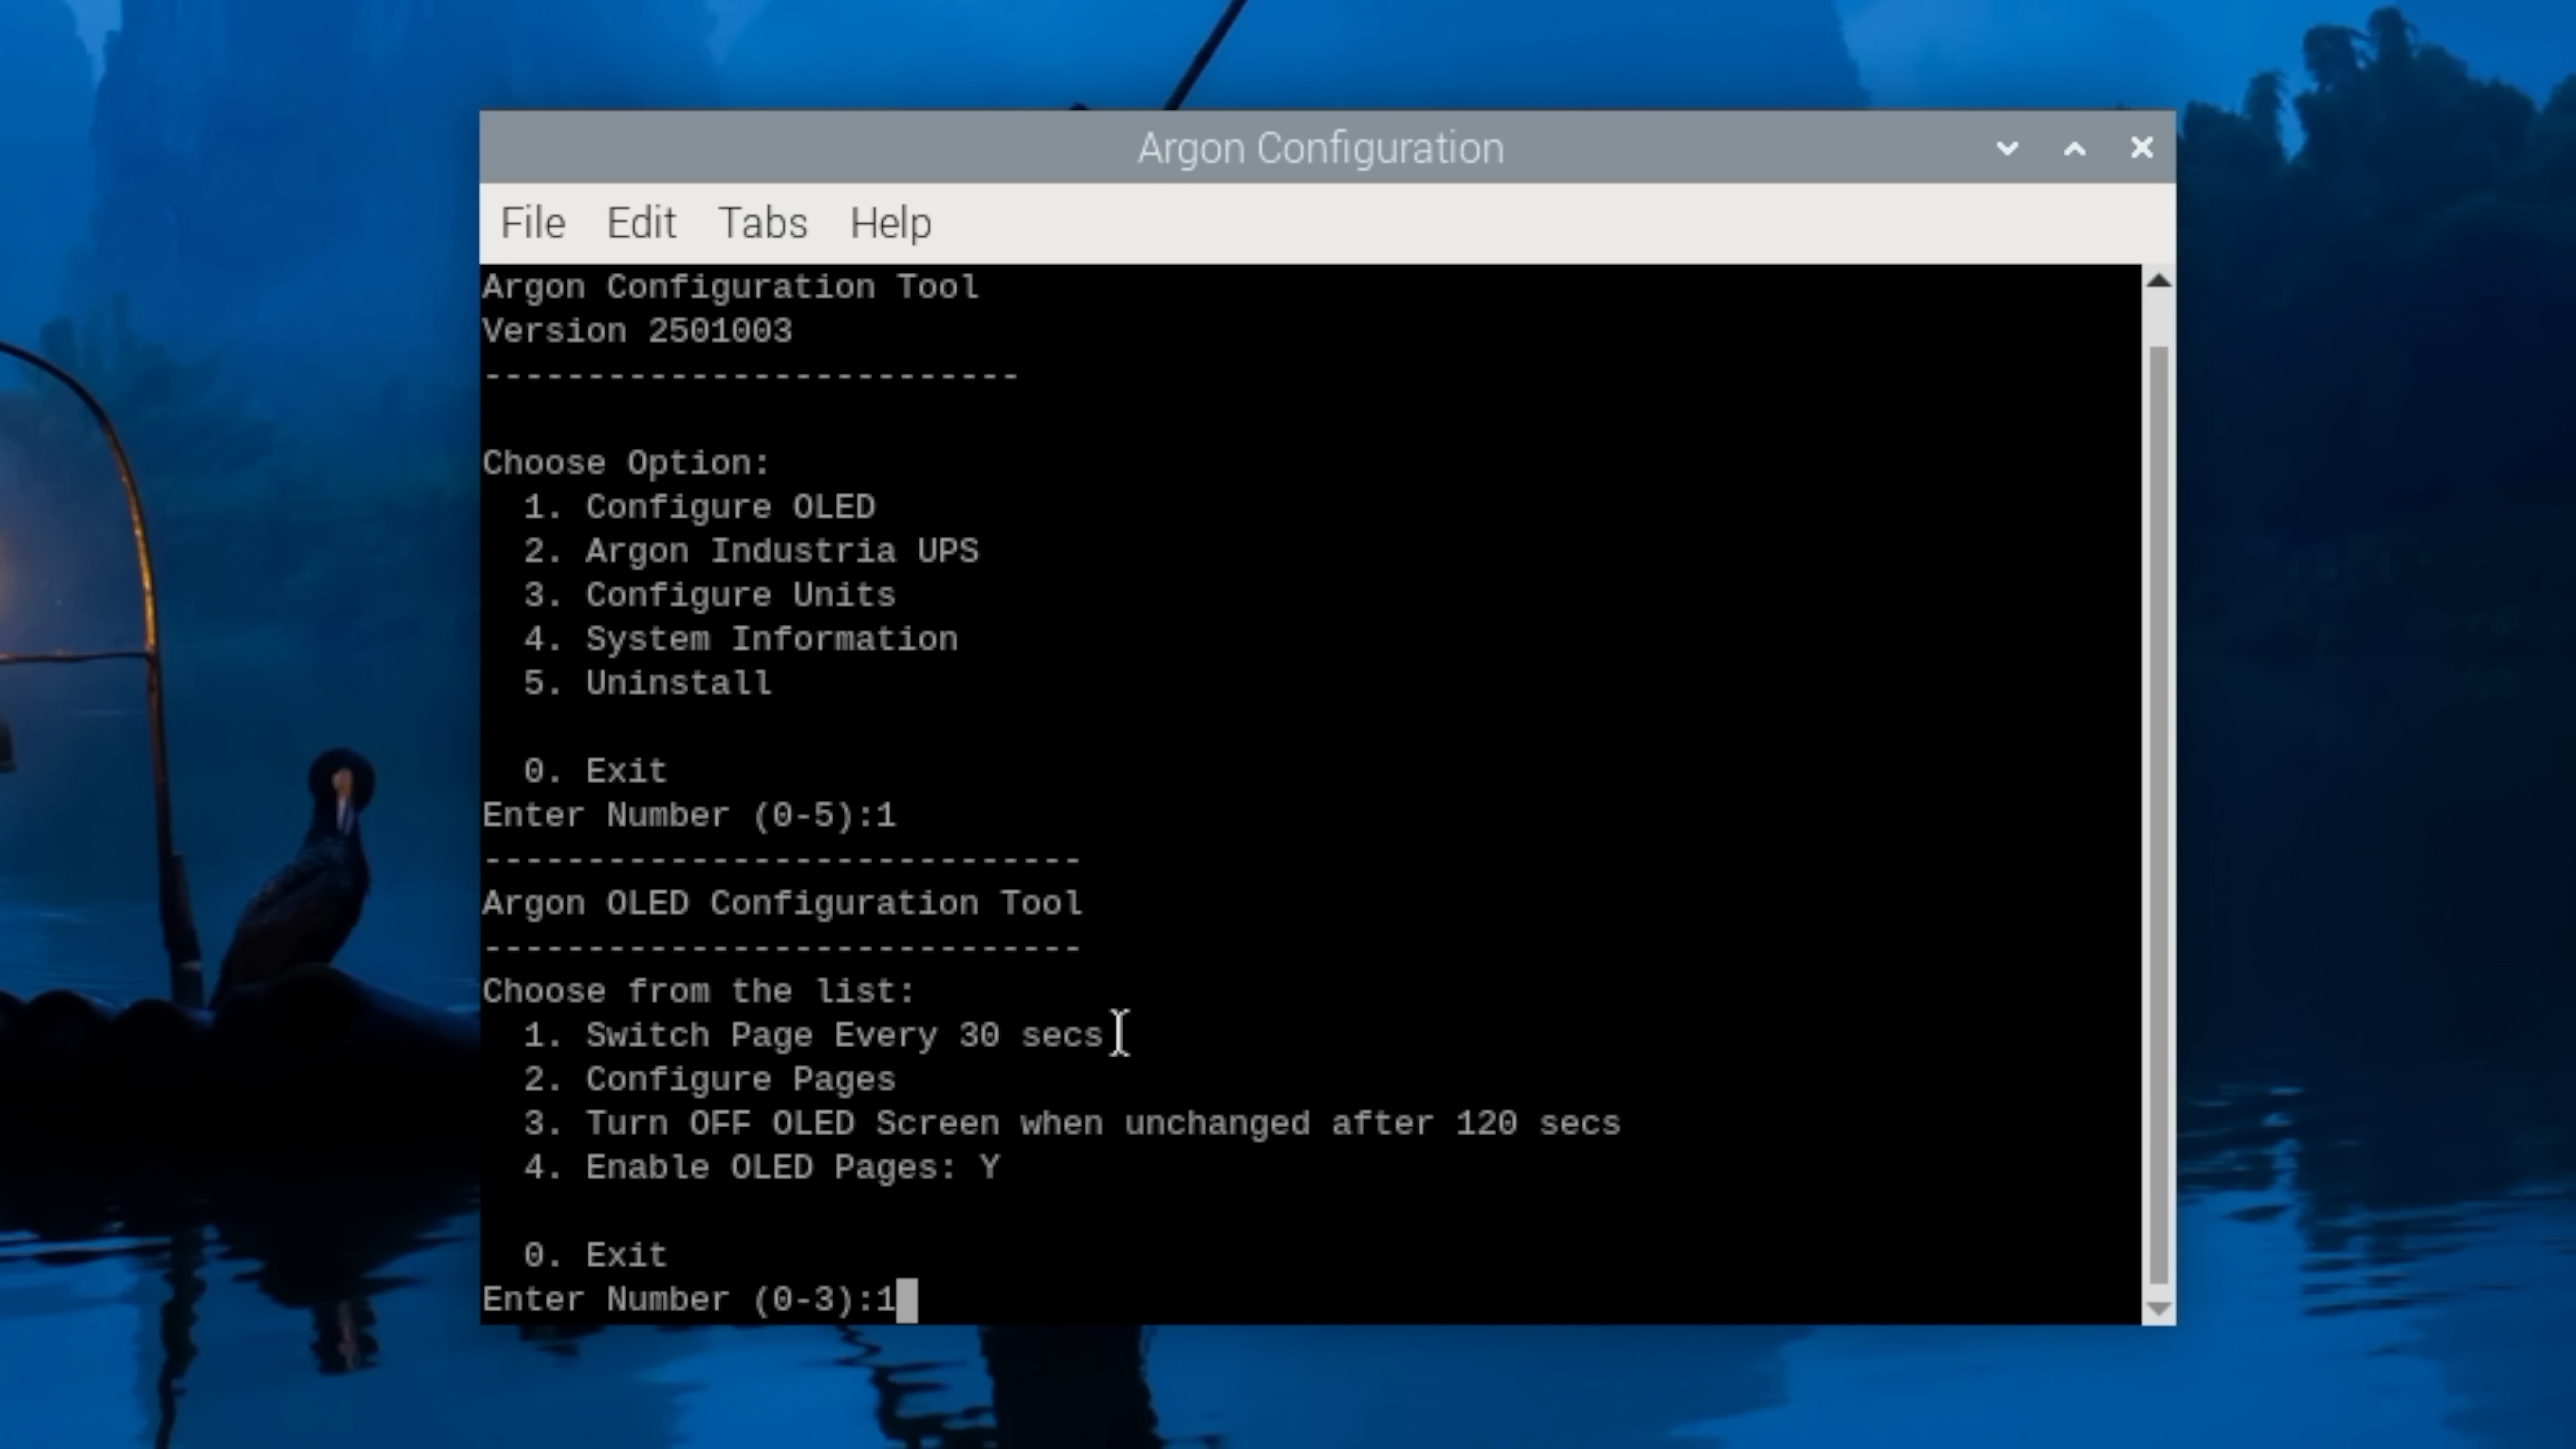 Argon Configuration
File Edit Tabs Help
Argon Configuration Tool
Version 2501003
--------------------------
Choose Option:
1. Configure OLED
2. Argon Industria UPS
3. Configure Units
4. System Information
5. Uninstall
0. Exit
Enter Number (0-5):1
-----------------------------
Argon OLED Configuration Tool
-----------------------------
Choose from the list:
1. Switch Page Every 30 secs
2. Configure Pages
3. Turn OFF OLED Screen when unchanged after 120 secs
4. Enable OLED Pages: Y
0. Exit
Enter Number (0-3):1